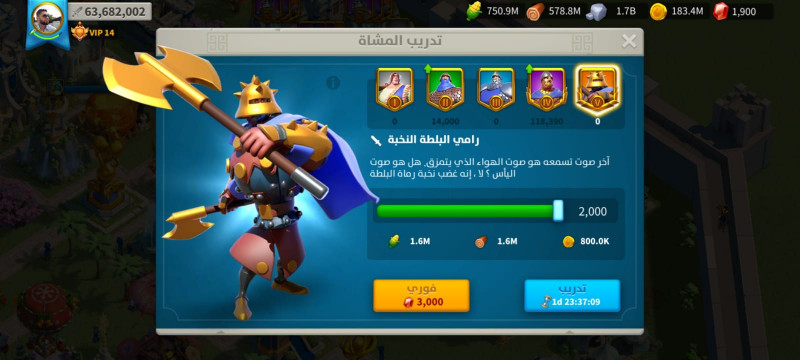 63,682,002
VIP 14
750.9M
578.8M
1.7B
183.4M
1,900
تدريب المشاة
I
II
III
IV
V
0
14,000
0
0
رامي البلطة النخبة
آخر صوت تسمعه هو صوت الهواء الذي يتمزق. هل هو صوت
اليأس ؟ لا ، إنه غضب نخبة رماة البلطة
2,000
1.6M
1.6M
800.0K
فوري
3,000
تدريب
1d 23:37:09